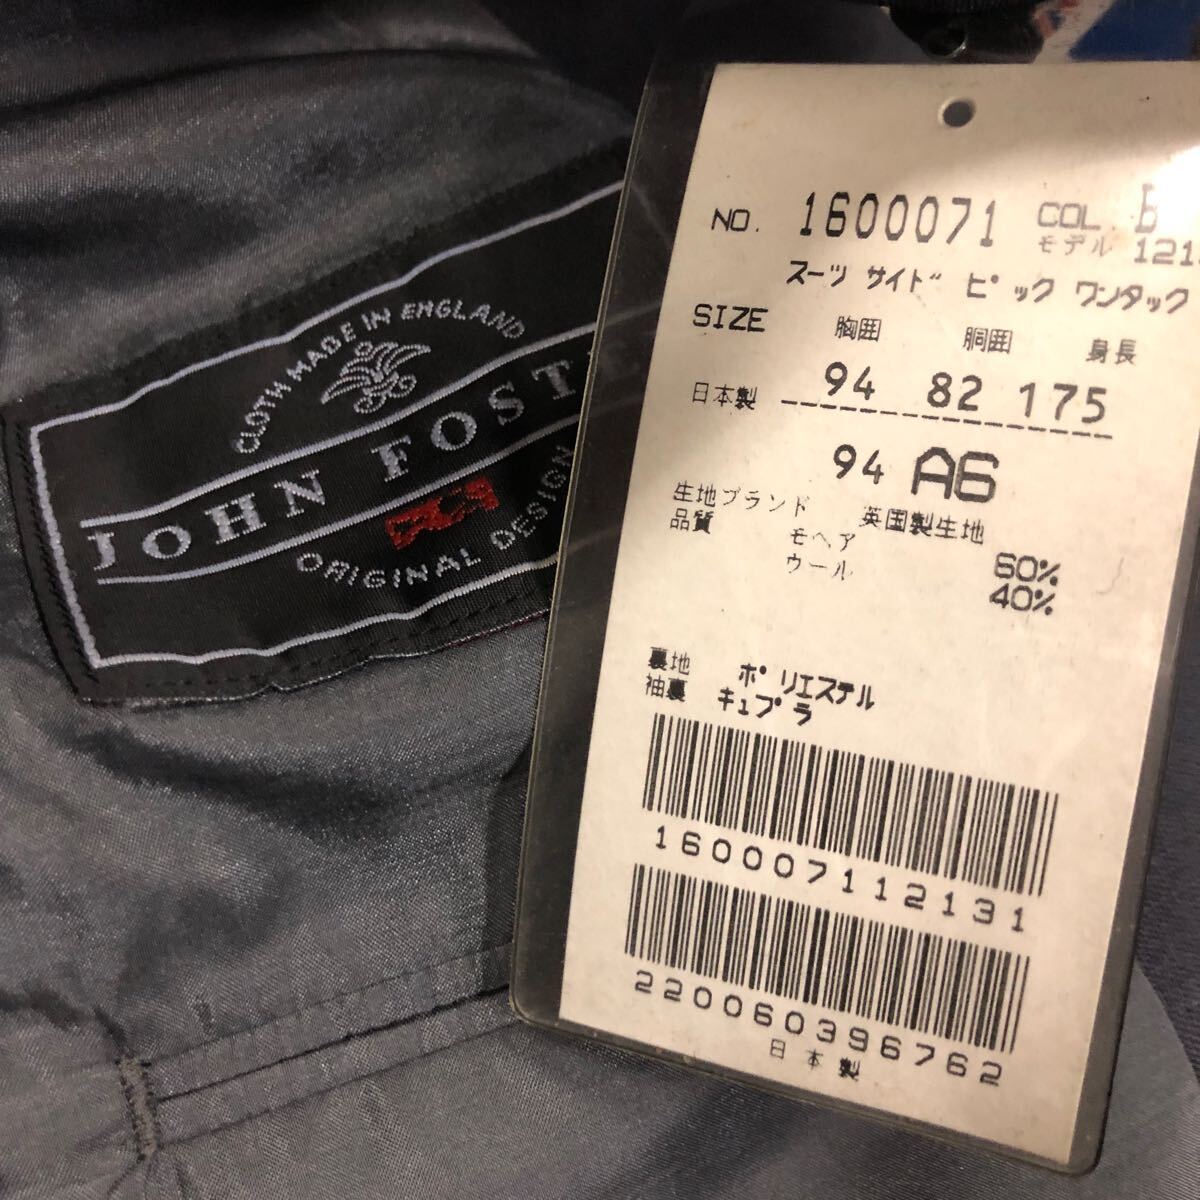 CLOTH MADE IN ENGLAND
JOHN FOST
ORIGINAL DESIGN
NO. 1600071 COL. B
モデル 121
スーツ サイド ピック ワンタック
SIZE 胸囲 胴囲 身長
日本製 94 82 175
94 A6
生地ブランド 英国製生地
品質 モヘア 60%
ウール 40%
裏地 ポリエステル
袖裏 キュプラ
160007112131
220060396762
日本製